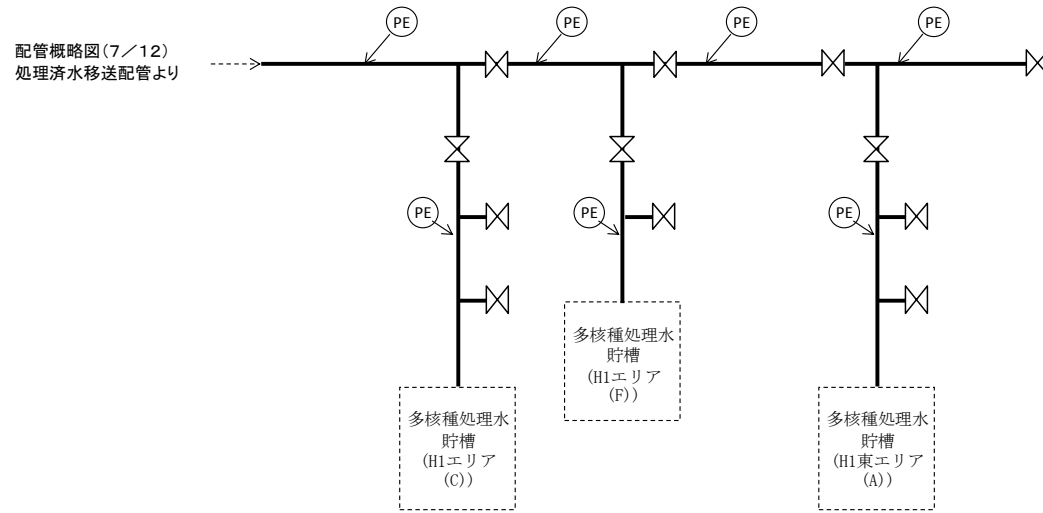 配管概略図(7/12)
処理済水移送配管より
PE
PE
PE
PE
PE
PE
PE
多核種処理水
貯槽
(H1エリア
(C))
多核種処理水
貯槽
(H1エリア
(F))
多核種処理水
貯槽
(H1東エリア
(A))